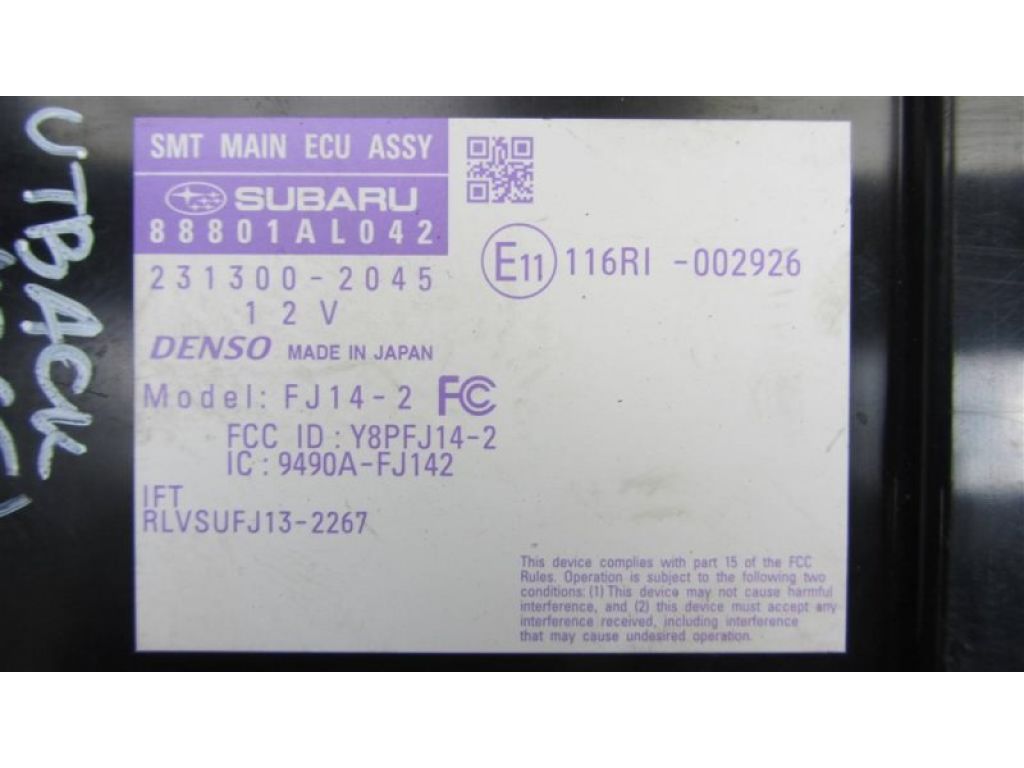 SMT MAIN ECU ASSY
SUBARU
88801AL042
231300-2045
12V
DENSO MADE IN JAPAN
Model: FJ14-2 FC
FCC ID : Y8PFJ14-2
IC : 9490A-FJ142
IFT
RLVSUFJ13-2267
E11 116RI -002926
This device complies with part 15 of the FCC
Rules. Operation is subject to the following two
conditions: (1) This device may not cause harmful
interference, and (2) this device must accept any
interference received, including interference
that may cause undesired operation.
UTBACK